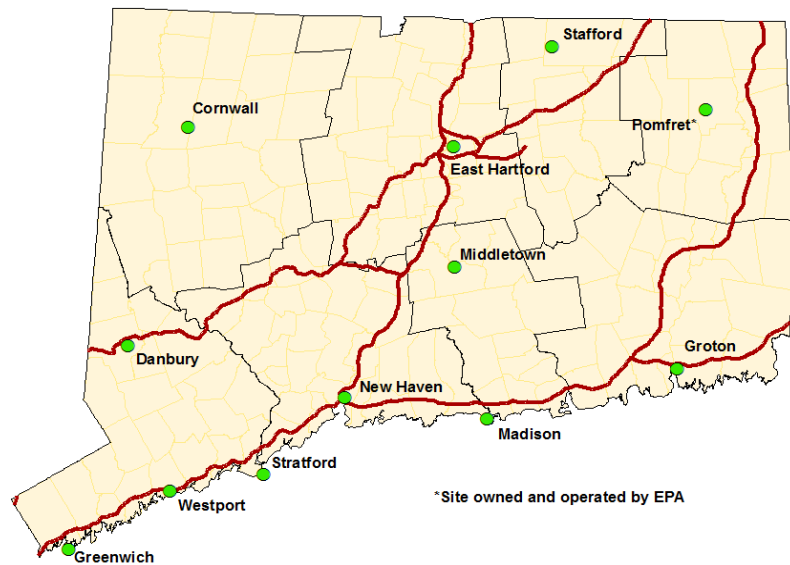 Stafford
Cornwall
Pomfret*
East Hartford
Middletown
Danbury
Groton
New Haven
Madison
Stratford
*Site owned and operated by EPA
Westport
Greenwich